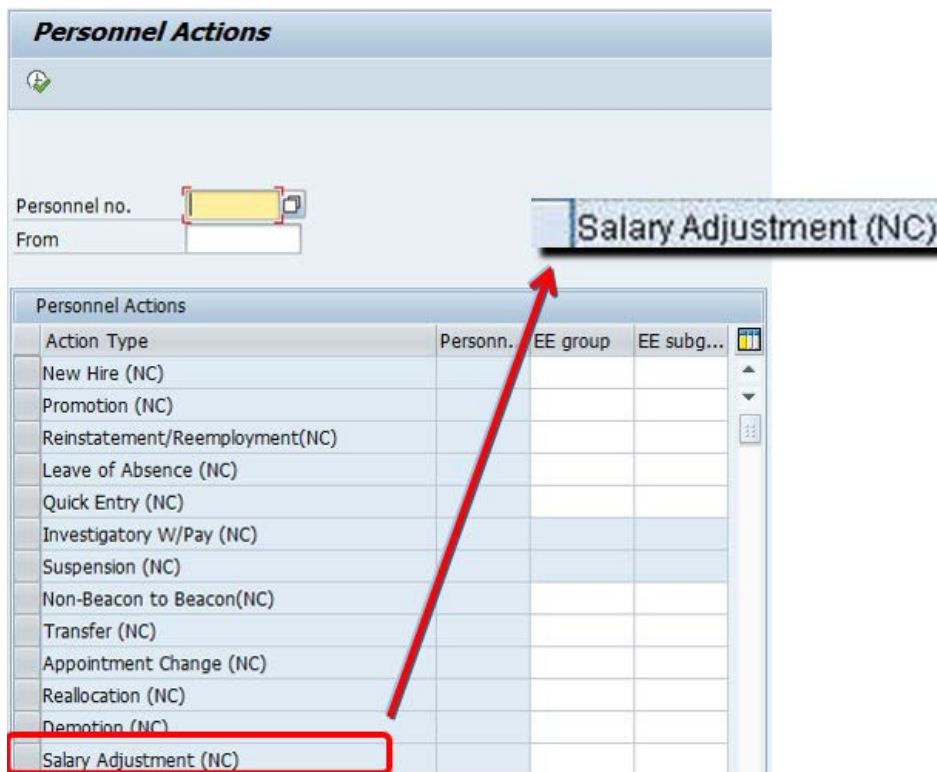 Personnel Actions
Personnel no.
From
Salary Adjustment (NC)
Personnel Actions
Action Type Personn. EE group EE subg...
New Hire (NC)
Promotion (NC)
Reinstatement/Reemployment(NC)
Leave of Absence (NC)
Quick Entry (NC)
Investigatory W/Pay (NC)
Suspension (NC)
Non-Beacon to Beacon(NC)
Transfer (NC)
Appointment Change (NC)
Reallocation (NC)
Demotion (NC)
Salary Adjustment (NC)